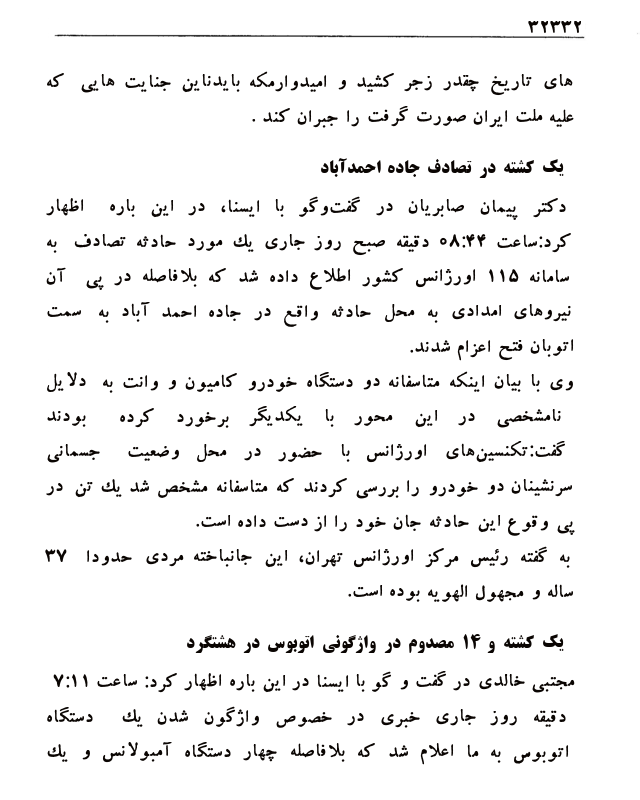 ۳۲۳۳۲
های تاریخ چقدر زجر کشید و امیدوارمکه بایدناین جنایت هایی که
علیه ملت ایران صورت گرفت را جبران کند .
یک کشته در تصادف جاده احمدآباد
دکتر پیمان صابریان در گفت‌وگو با ایسنا، در این باره اظهار
کرد:ساعت ۰۸:۴۴ دقیقه صبح روز جاری یك مورد حادثه تصادف به
سامانه ۱۱۵ اورژانس کشور اطلاع داده شد که بلافاصله در پی آن
نیروهای امدادی به محل حادثه واقع در جاده احمد آباد به سمت
اتوبان فتح اعزام شدند.
وی با بیان اینکه متاسفانه دو دستگاه خودرو کامیون و وانت به دلایل
نامشخصی در این محور با یکدیگر برخورد کرده بودند
گفت:تکنسین‌های اورژانس با حضور در محل وضعیت جسمانی
سرنشینان دو خودرو را بررسی کردند که متاسفانه مشخص شد یك تن در
پی وقوع این حادثه جان خود را از دست داده است.
به گفته رئیس مرکز اورژانس تهران، این جانباخته مردی حدودا ۳۷
ساله و مجهول الهویه بوده است.
یک کشته و ۱۴ مصدوم در واژگونی اتوبوس در هشتگرد
مجتبی خالدی در گفت و گو با ایسنا در این باره اظهار کرد: ساعت ۷:۱۱
دقیقه روز جاری خبری در خصوص واژگون شدن یك دستگاه
اتوبوس به ما اعلام شد که بلافاصله چهار دستگاه آمبولانس و یك